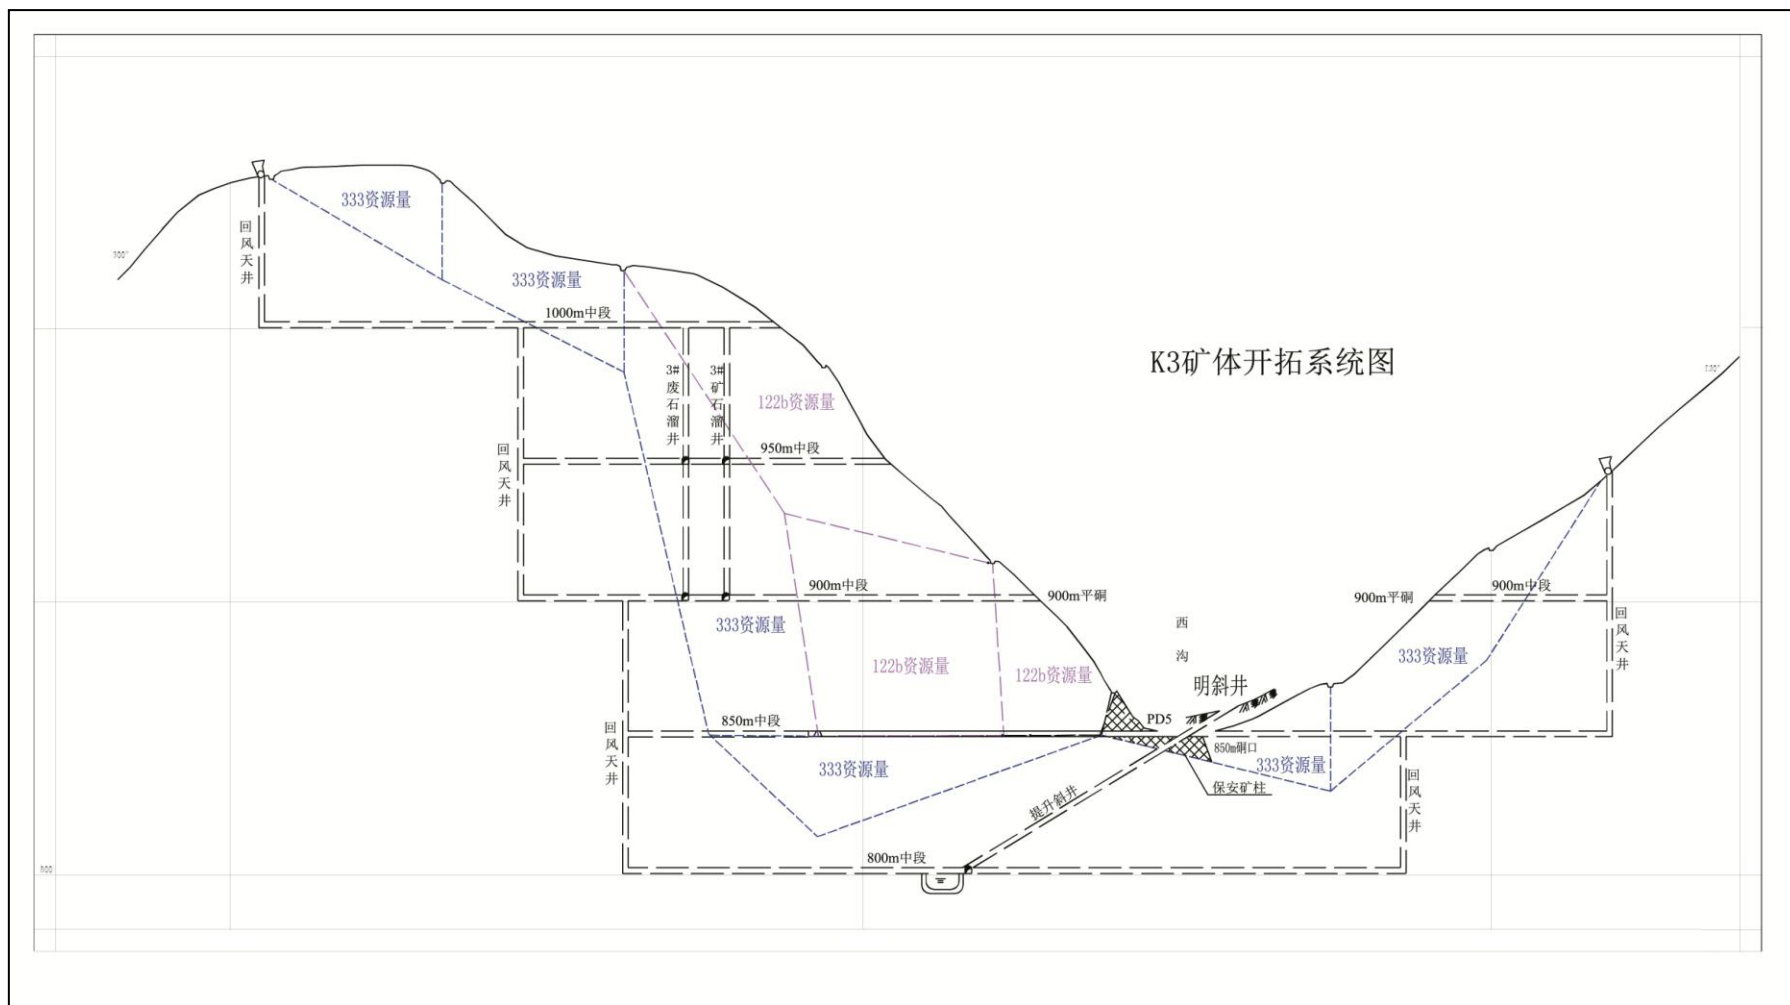 333资源量
回风天井
333资源量
1000m中段
K3矿体开拓系统图
3#废石溜井
3#矿石溜井
122b资源量
950m中段
回风天井
900m中段
900m平硐
900m平硐
900m中段
333资源量
西沟
回风天井
333资源量
122b资源量
122b资源量
明斜井
850m中段
PD5
回风天井
850m硐口
333资源量
333资源量
保安矿柱
回风天井
提升斜井
800m中段